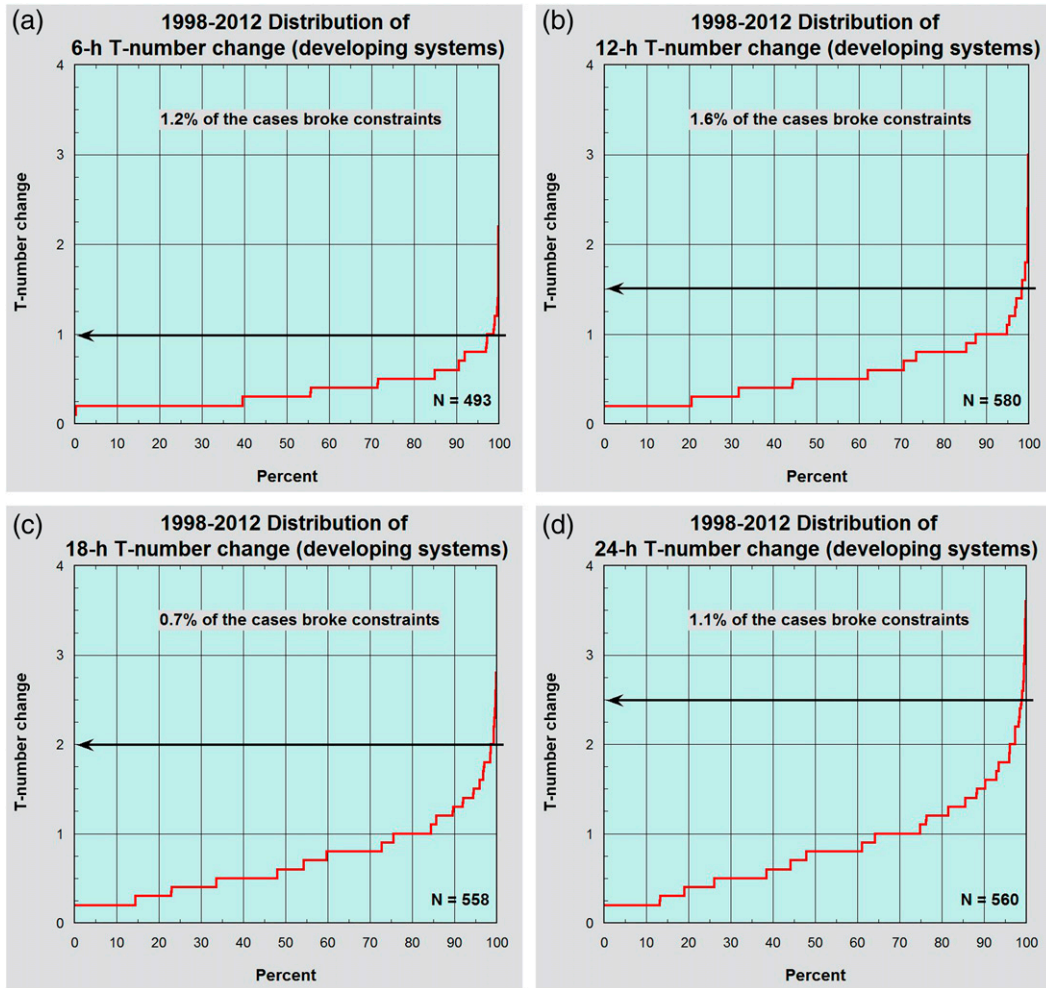 (a)
1998-2012 Distribution of
6-h T-number change (developing systems)
4
3
2
1
0
T-number change
1.2% of the cases broke constraints
N = 493
0 10 20 30 40 50 60 70 80 90 100
Percent
(b)
1998-2012 Distribution of
12-h T-number change (developing systems)
4
3
2
1
0
T-number change
1.6% of the cases broke constraints
N = 580
0 10 20 30 40 50 60 70 80 90 100
Percent
(c)
1998-2012 Distribution of
18-h T-number change (developing systems)
4
3
2
1
0
T-number change
0.7% of the cases broke constraints
N = 558
0 10 20 30 40 50 60 70 80 90 100
Percent
(d)
1998-2012 Distribution of
24-h T-number change (developing systems)
4
3
2
1
0
T-number change
1.1% of the cases broke constraints
N = 560
0 10 20 30 40 50 60 70 80 90 100
Percent